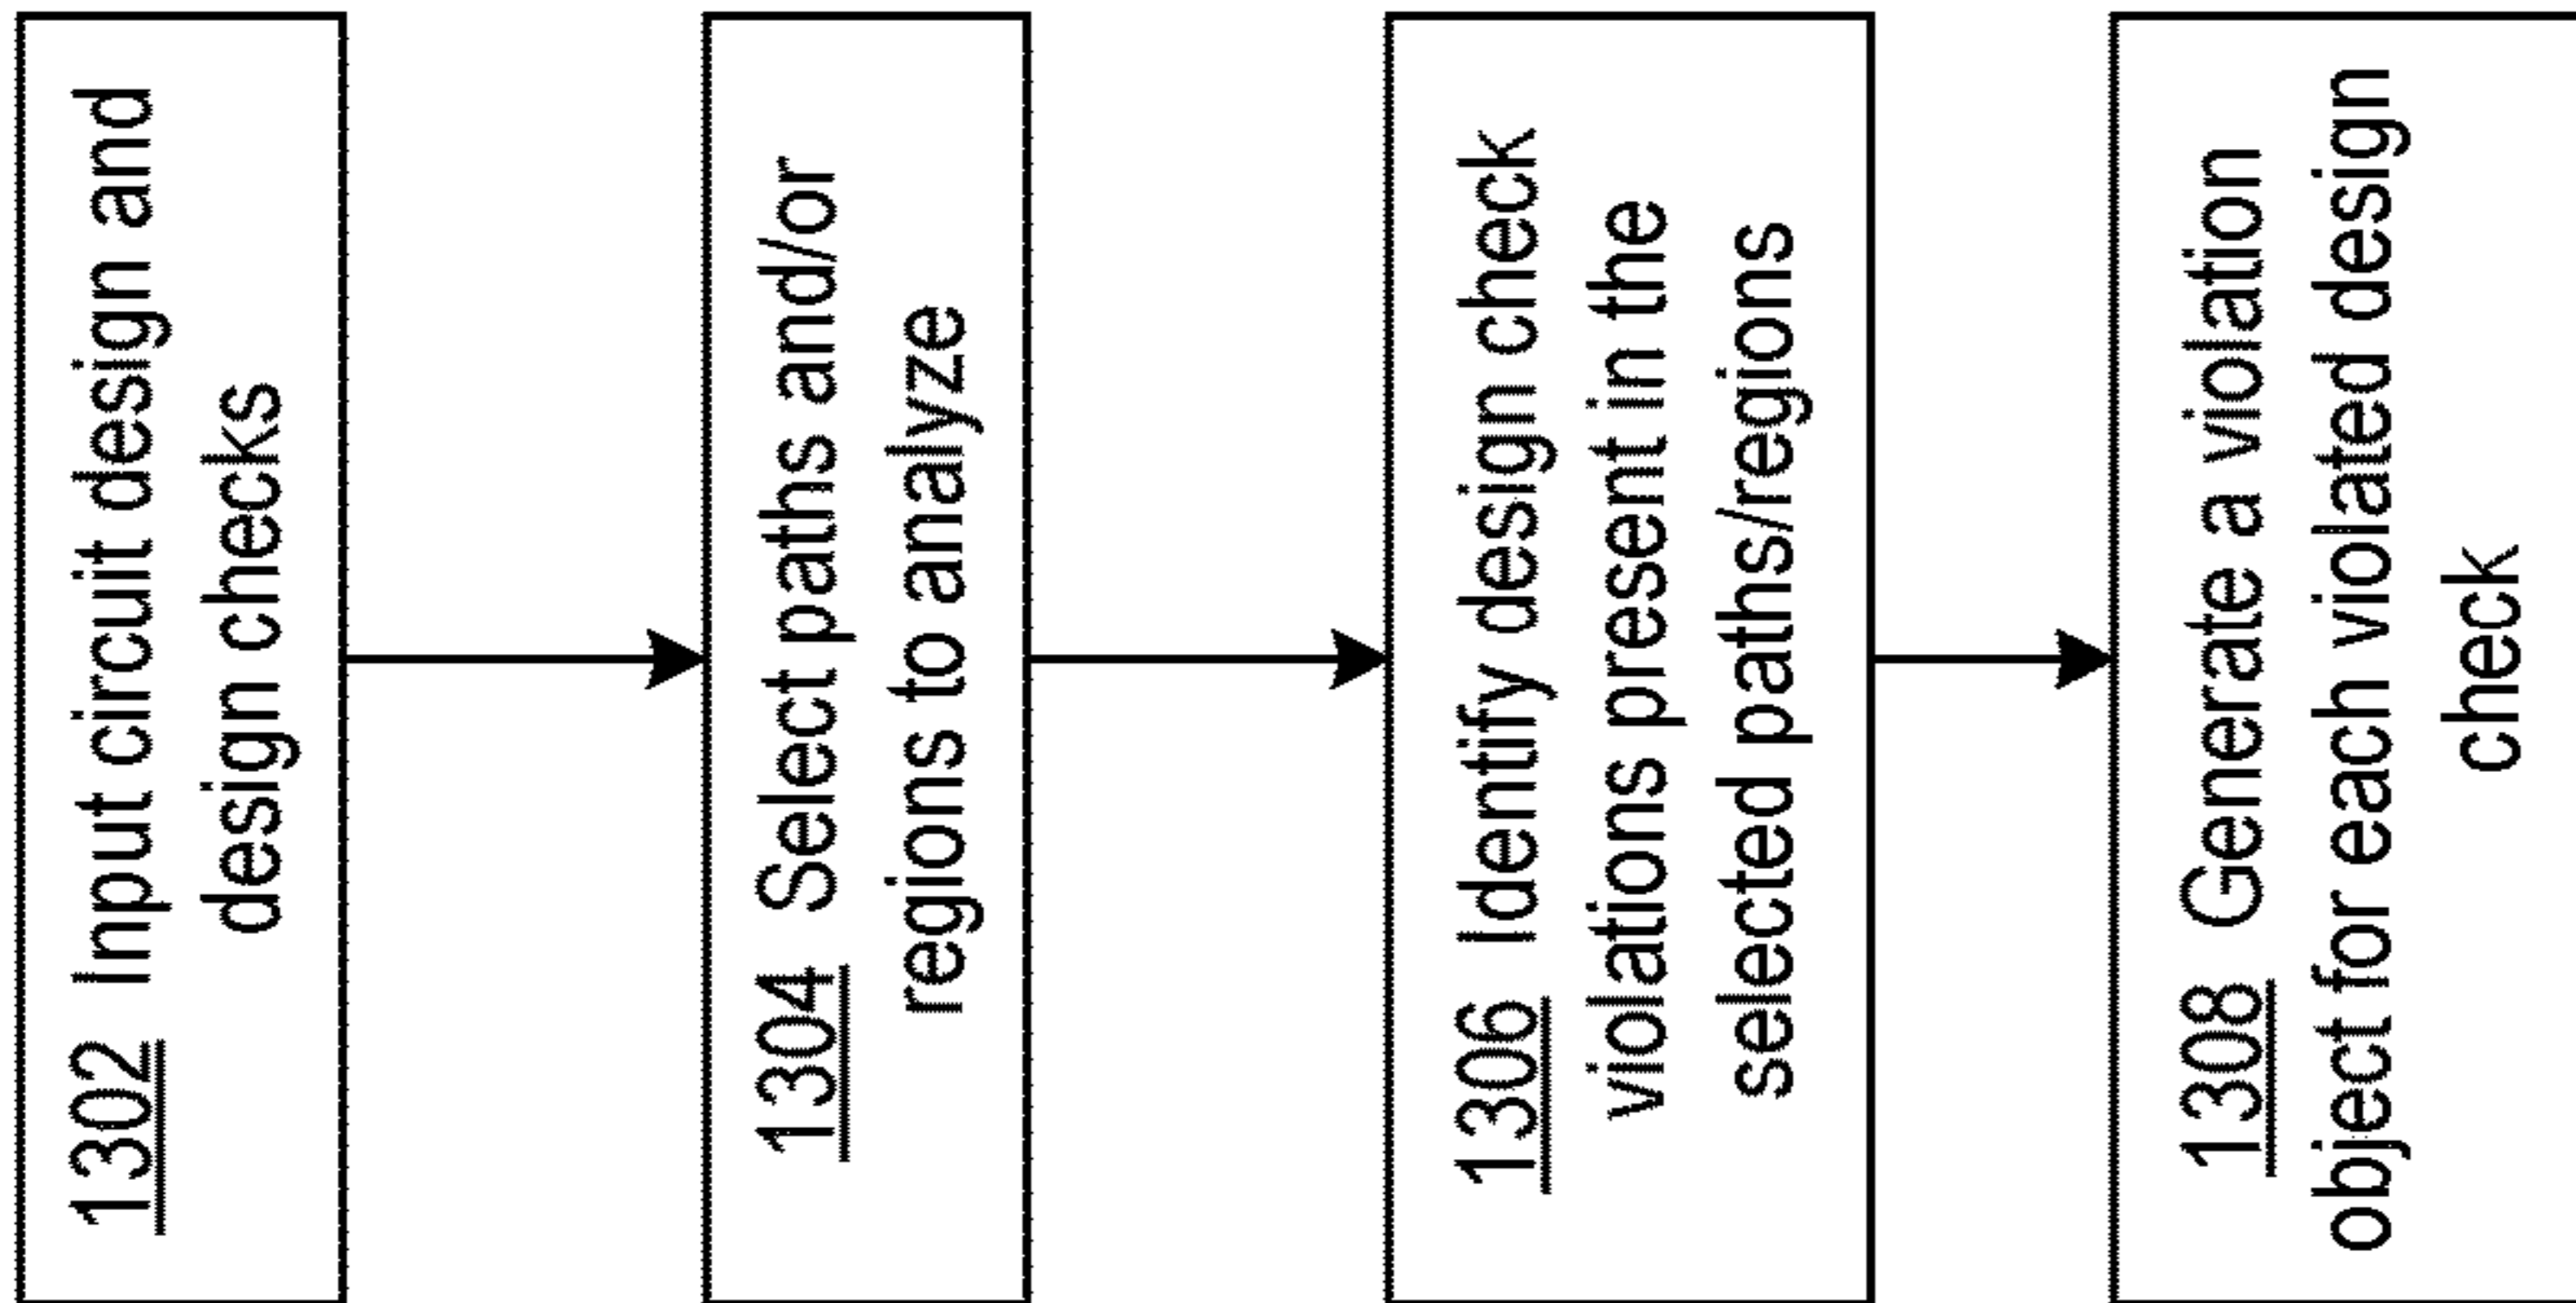 1302 Input circuit design and
design checks
1304 Select paths and/or
regions to analyze
1306 Identify design check
violations present in the
selected paths/regions
1308 Generate a violation
object for each violated design
check